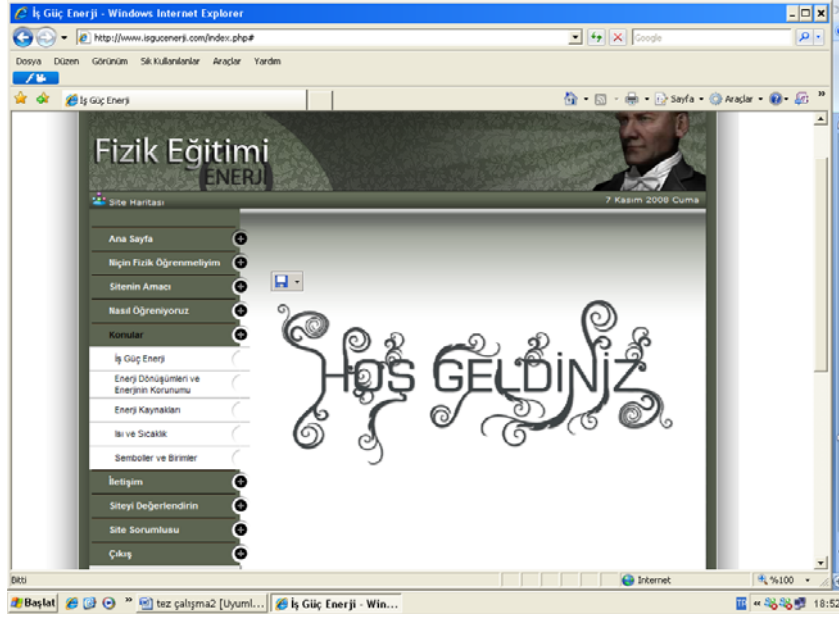 İş Güç Enerji - Windows Internet Explorer
http://www.isgucenerji.com/index.php#
Google
Dosya Düzen Görünüm Sık Kullanılanlar Araçlar Yardım
İş Güç Enerji
Sayfa Araçlar
Fizik Eğitimi
ENERJİ
Site Haritası 7 Kasım 2008 Cuma
Ana Sayfa
Niçin Fizik Öğrenmeliyim
Sitenin Amacı
Nasıl Öğreniyoruz
Konular
İş Güç Enerji
Enerji Dönüşümleri ve
Enerjinin Korunumu
Enerji Kaynakları
Isı ve Sıcaklık
Semboller ve Birimler
İletişim
Siteyi Değerlendirin
Site Sorumlusu
Çıkış
HOŞ GELDİNİZ
Bitti Internet %100
Başlat tez çalışma2 [Uyuml... İş Güç Enerji - Win... TR 18:52